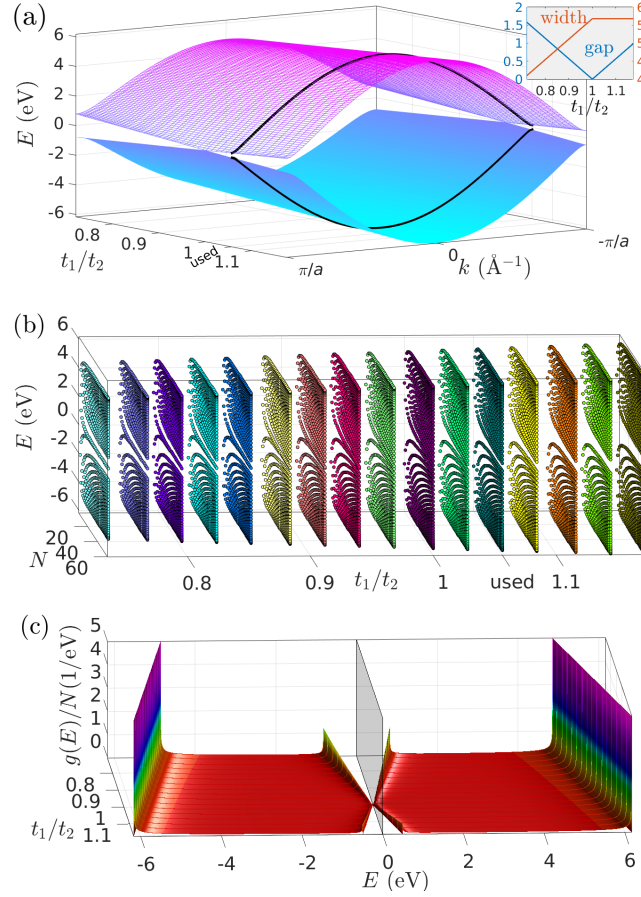 (a)
6
4
2
0
-2
-4
-6
E (eV)
0.8
0.9
1
used
1.1
t₁/t₂
π/a
0
-π/a
k (Å⁻¹)
2
1.5
1
0.5
0
width
gap
0.8
0.9
1
1.1
t₁/t₂
(b)
6
4
2
0
-2
-4
-6
E (eV)
20
40
60
N
0.8
0.9
t₁/t₂
1
used
1.1
(c)
5
4
3
2
1
0
g(E)/N(1/eV)
0.8
0.9
1
1.1
t₁/t₂
-6
-4
-2
0
2
4
6
E (eV)